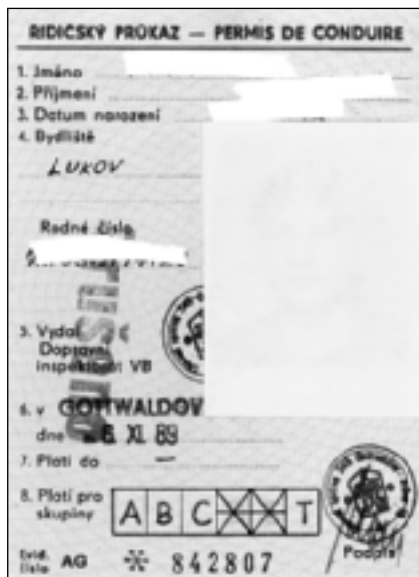 ŘIDIČSKÝ PRŮKAZ — PERMIS DE CONDUIRE
1. Jméno
2. Příjmení
3. Datum narození
4. Bydliště
LUKOV
Rodné číslo
5. Vydal
Dopravní
inspektorát VB
6. v GOTTWALDOV
dne 6. XI. 89
7. Platí do —
8. Platí pro
skupiny A B C T
Evid.
číslo AG 842807
Podpis